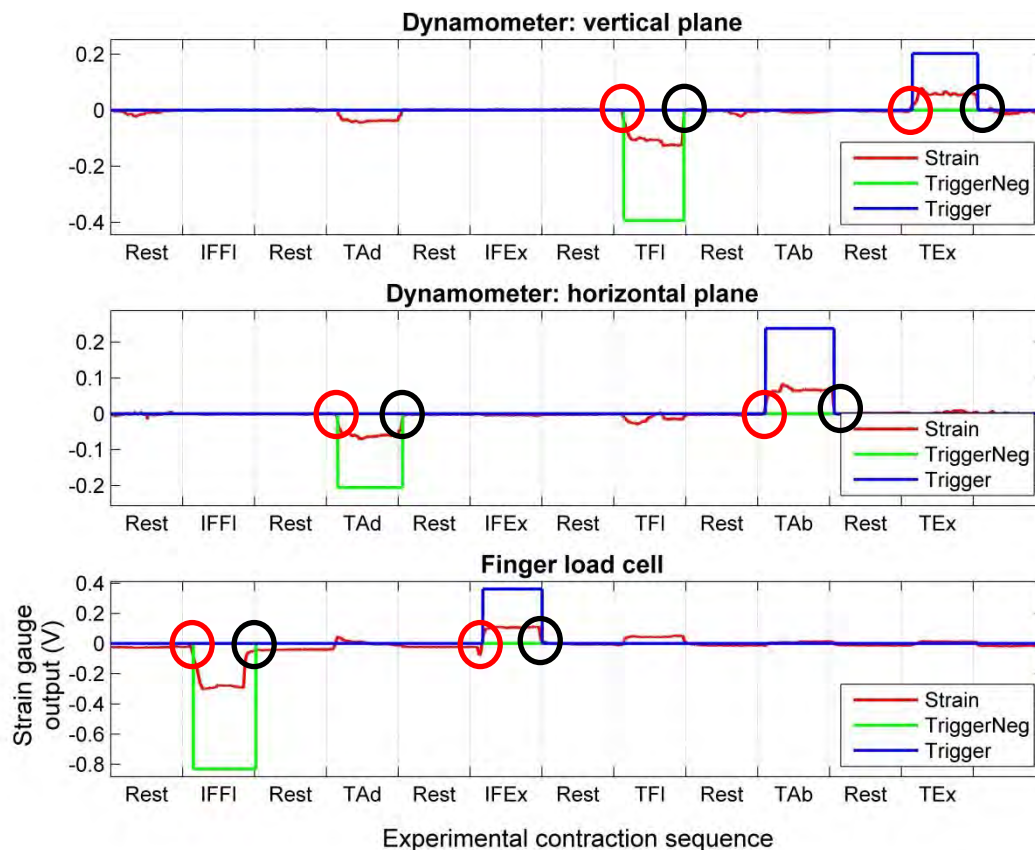 Dynamometer: vertical plane
0.2
0
-0.2
-0.4
Strain
TriggerNeg
Trigger
Rest IFFl Rest TAd Rest IFEx Rest TFl Rest TAb Rest TEx
Dynamometer: horizontal plane
0.2
0.1
0
-0.1
-0.2
Strain
TriggerNeg
Trigger
Rest IFFl Rest TAd Rest IFEx Rest TFl Rest TAb Rest TEx
Finger load cell
Strain gauge
output (V)
0.4
0.2
0
-0.2
-0.4
-0.6
-0.8
Strain
TriggerNeg
Trigger
Rest IFFl Rest TAd Rest IFEx Rest TFl Rest TAb Rest TEx
Experimental contraction sequence